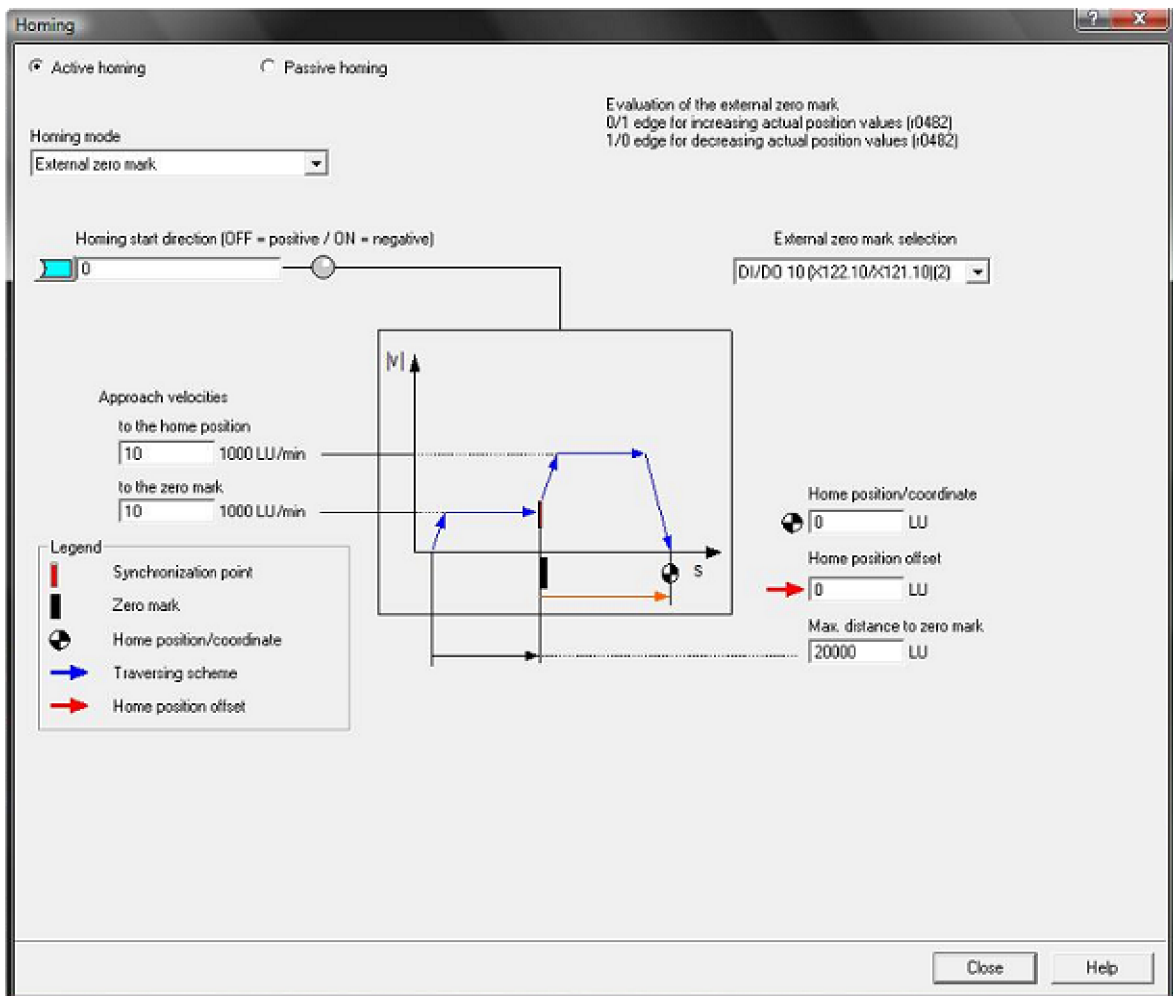 Homing
?
X
Active homing
Passive homing
Evaluation of the external zero mark
0/1 edge for increasing actual position values (r0482)
1/0 edge for decreasing actual position values (r0482)
Homing mode
External zero mark
Homing start direction (OFF = positive / ON = negative)
0
External zero mark selection
DI/DO 10 (X122.10/X121.10)(2)
|v|
Approach velocities
to the home position
10 1000 LU/min
to the zero mark
10 1000 LU/min
s
Home position/coordinate
0 LU
Home position offset
0 LU
Max. distance to zero mark
20000 LU
Legend
Synchronization point
Zero mark
Home position/coordinate
Traversing scheme
Home position offset
Close
Help